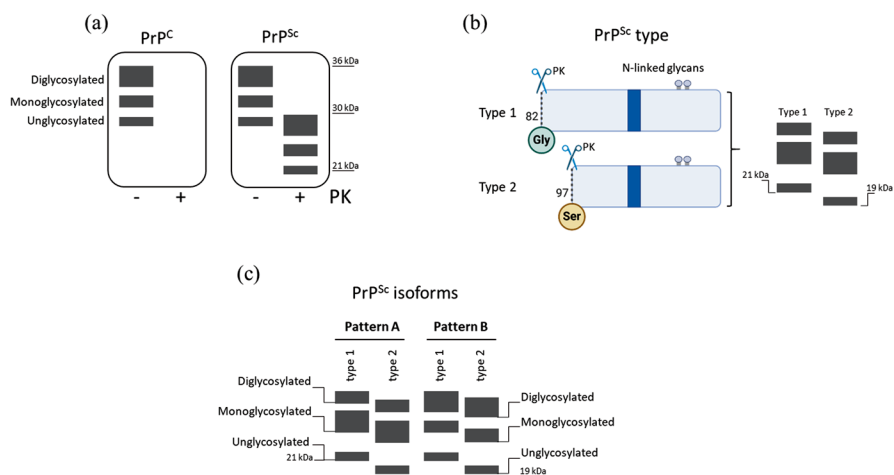 (a)
PrP^C
PrP^Sc
36 kDa
Diglycosylated
Monoglycosylated
30 kDa
Unglycosylated
21 kDa
- + - + PK
(b)
PrP^Sc type
PK
N-linked glycans
Type 1
82
Gly
PK
Type 2
97
Ser
Type 1 Type 2
21 kDa
19 kDa
(c)
PrP^Sc isoforms
Pattern A Pattern B
type 1 type 2 type 1 type 2
Diglycosylated
Monoglycosylated
Unglycosylated
21 kDa
Diglycosylated
Monoglycosylated
Unglycosylated
19 kDa